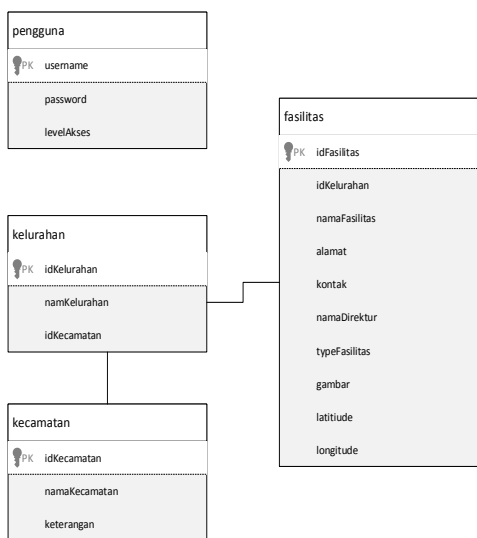 pengguna
PK username
password
levelAkses
kelurahan
PK idKelurahan
namKelurahan
idKecamatan
kecamatan
PK idKecamatan
namaKecamatan
keterangan
fasilitas
PK idFasilitas
idKelurahan
namaFasilitas
alamat
kontak
namaDirektur
typeFasilitas
gambar
latitiude
longitude